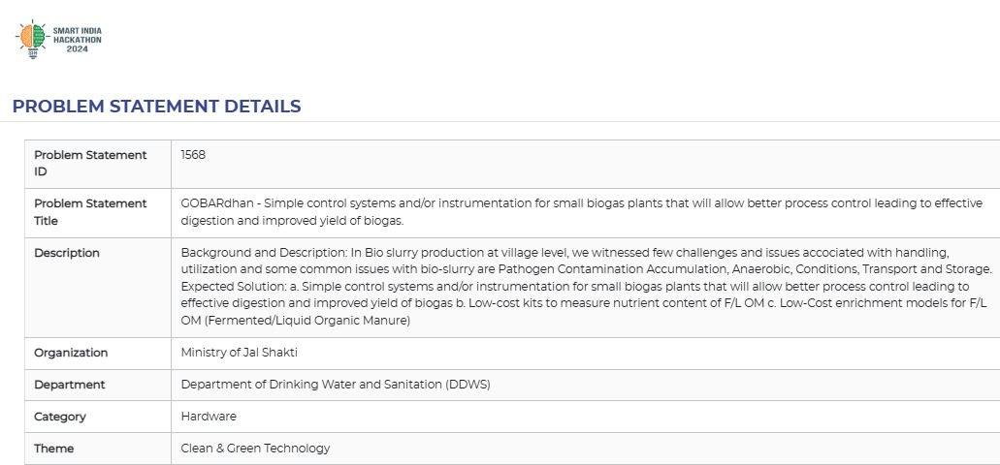 SMART INDIA
HACKATHON
2024
SIH
PROBLEM STATEMENT DETAILS
Problem Statement
ID
1568
Problem Statement
Title
GOBARdhan - Simple control systems and/or instrumentation for small biogas plants that will allow better process control leading to effective
digestion and improved yield of biogas.
Description
Background and Description: In Bio slurry production at village level, we witnessed few challenges and issues accociated with handling,
utilization and some common issues with bio-slurry are Pathogen Contamination Accumulation, Anaerobic, Conditions, Transport and Storage.
Expected Solution: a. Simple control systems and/or instrumentation for small biogas plants that will allow better process control leading to
effective digestion and improved yield of biogas b. Low-cost kits to measure nutrient content of F/L OM c. Low-Cost enrichment models for F/L
OM (Fermented/Liquid Organic Manure)
Organization
Ministry of Jal Shakti
Department
Department of Drinking Water and Sanitation (DDWS)
Category
Hardware
Theme
Clean & Green Technology